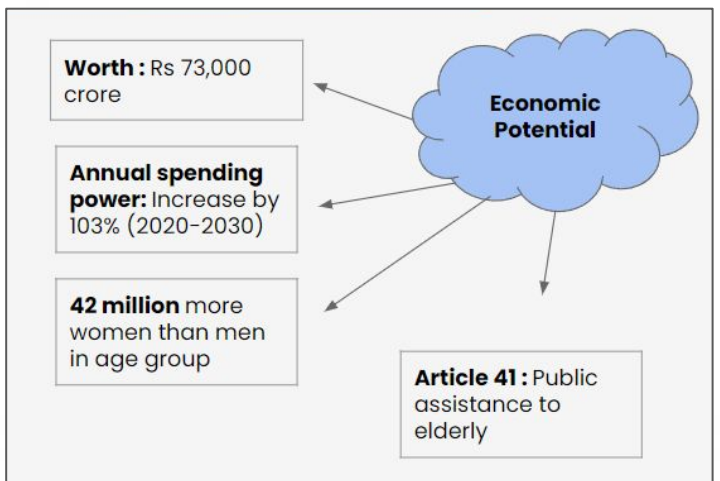 Economic
Potential
Worth : Rs 73,000
crore
Annual spending
power: Increase by
103% (2020-2030)
42 million more
women than men
in age group
Article 41 : Public
assistance to
elderly